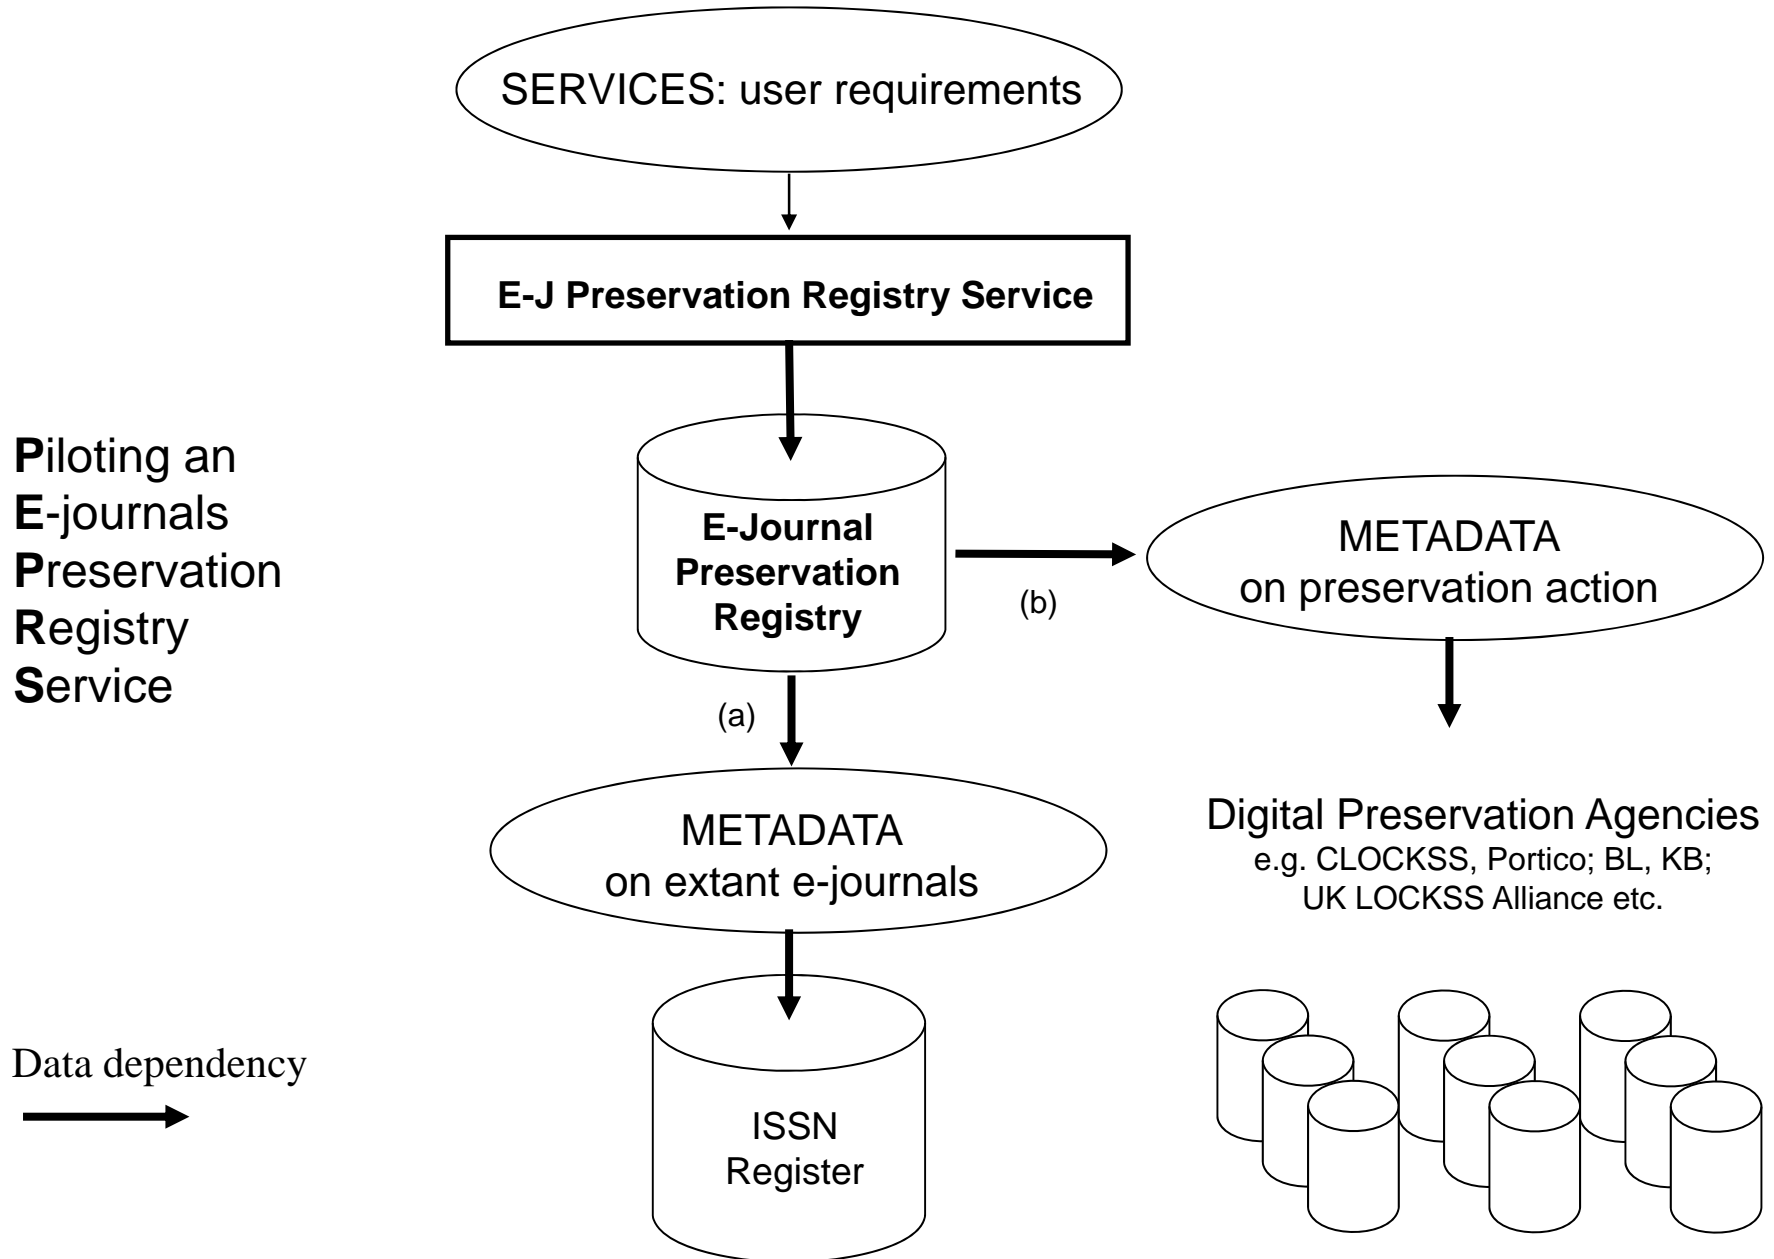 SERVICES: user requirements
E-J Preservation Registry Service
Piloting an
E-journals
Preservation
Registry
Service
E-Journal
Preservation
Registry
(b)
METADATA
on preservation action
(a)
METADATA
on extant e-journals
Digital Preservation Agencies
e.g. CLOCKSS, Portico; BL, KB;
UK LOCKSS Alliance etc.
Data dependency
ISSN
Register